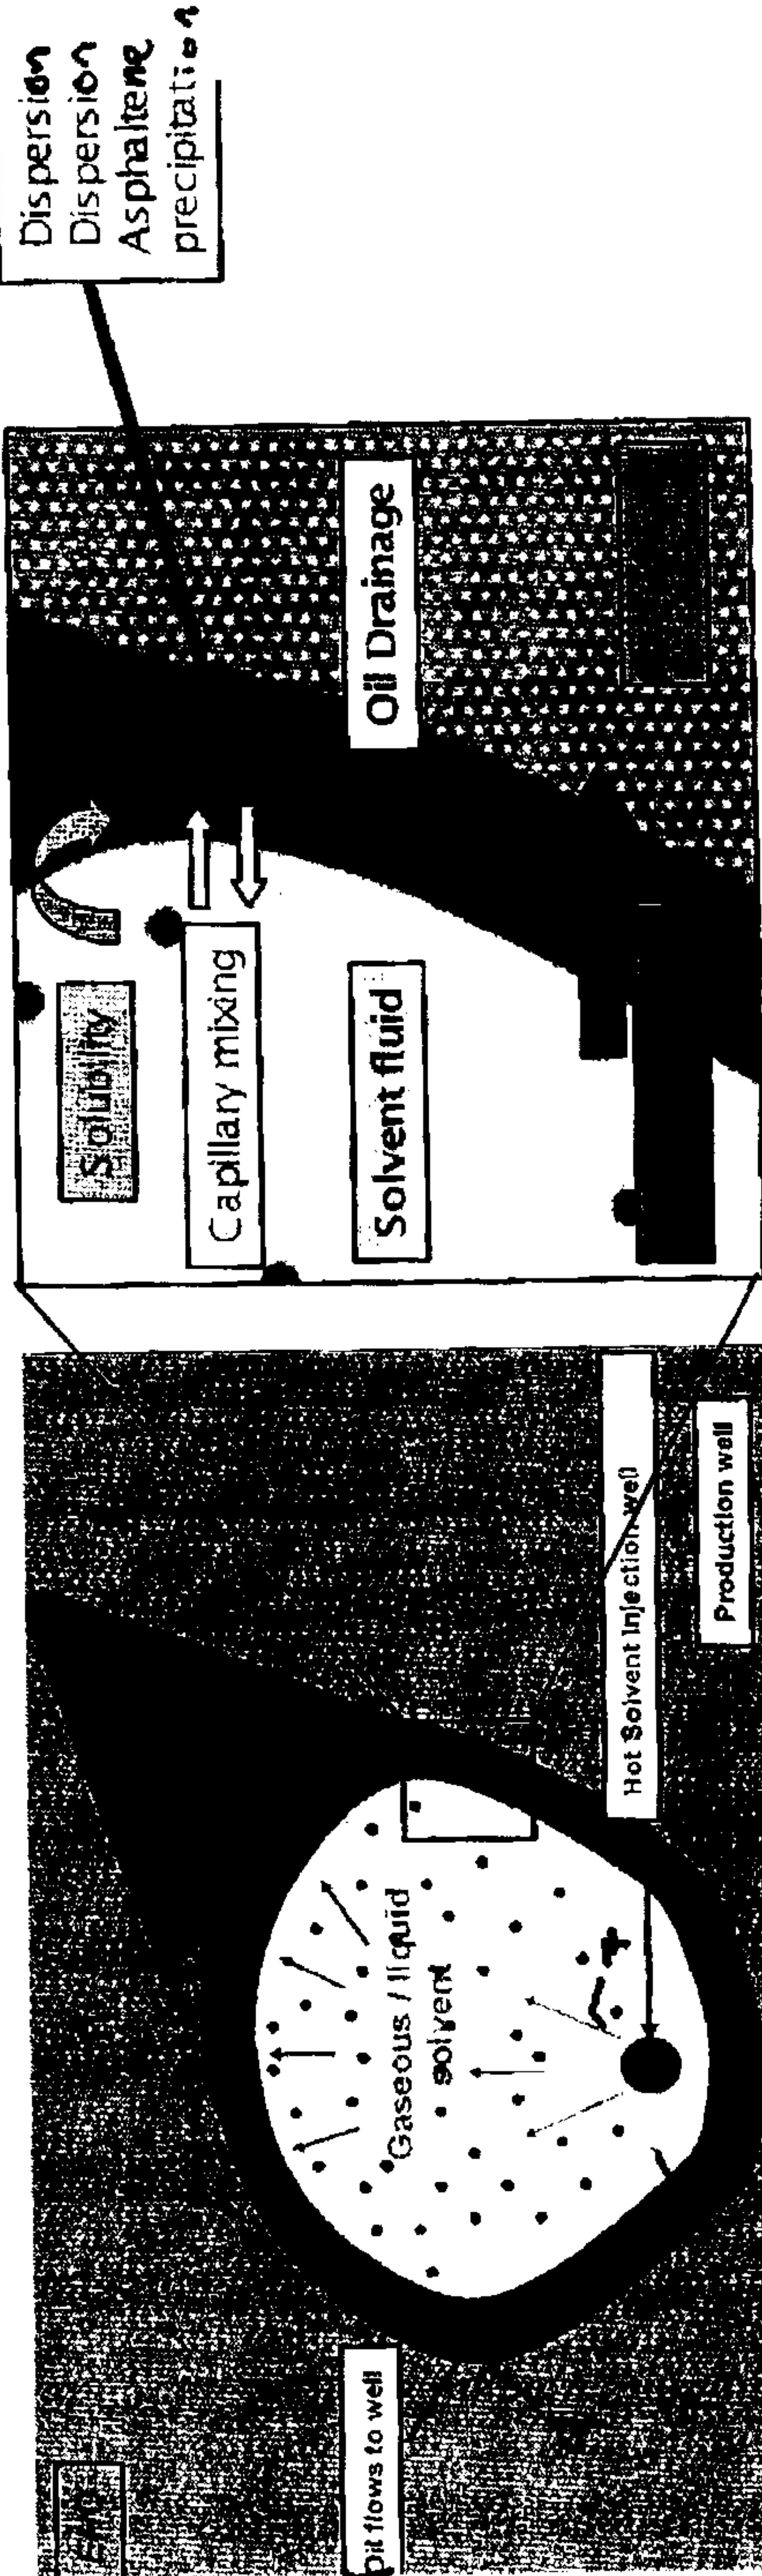 Oil flows to well
Gaseous / liquid
solvent
Hot Solvent Injection well
Production well
Solubility
Capillary mixing
Solvent fluid
Oil Drainage
Dispersion
Dispersion
Asphaltene
precipitation